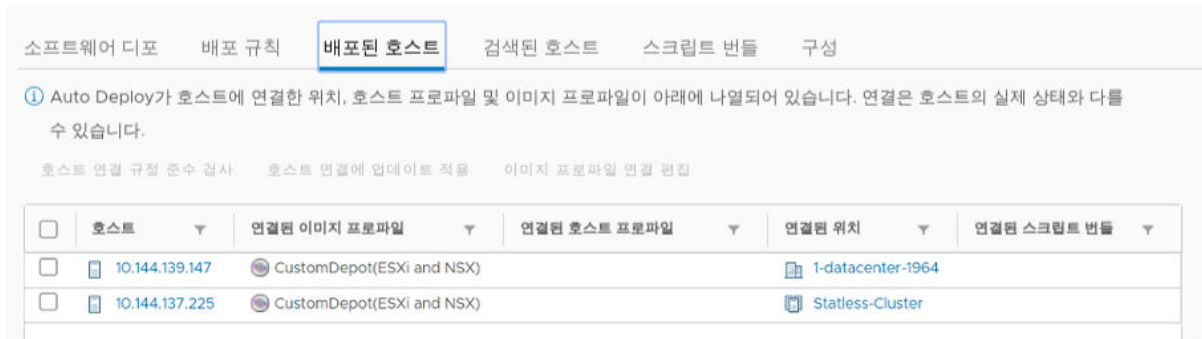 소프트웨어 디포 배포 규칙 배포된 호스트 검색된 호스트 스크립트 번들 구성
Auto Deploy가 호스트에 연결한 위치, 호스트 프로파일 및 이미지 프로파일이 아래에 나열되어 있습니다. 연결은 호스트의 실제 상태와 다를
수 있습니다.
호스트 연결 규정 준수 검사 호스트 연결에 업데이트 적용 이미지 프로파일 연결 편집
호스트 연결된 이미지 프로파일 연결된 호스트 프로파일 연결된 위치 연결된 스크립트 번들
10.144.139.147 CustomDepot(ESXi and NSX) 1-datacenter-1964
10.144.137.225 CustomDepot(ESXi and NSX) Statless-Cluster